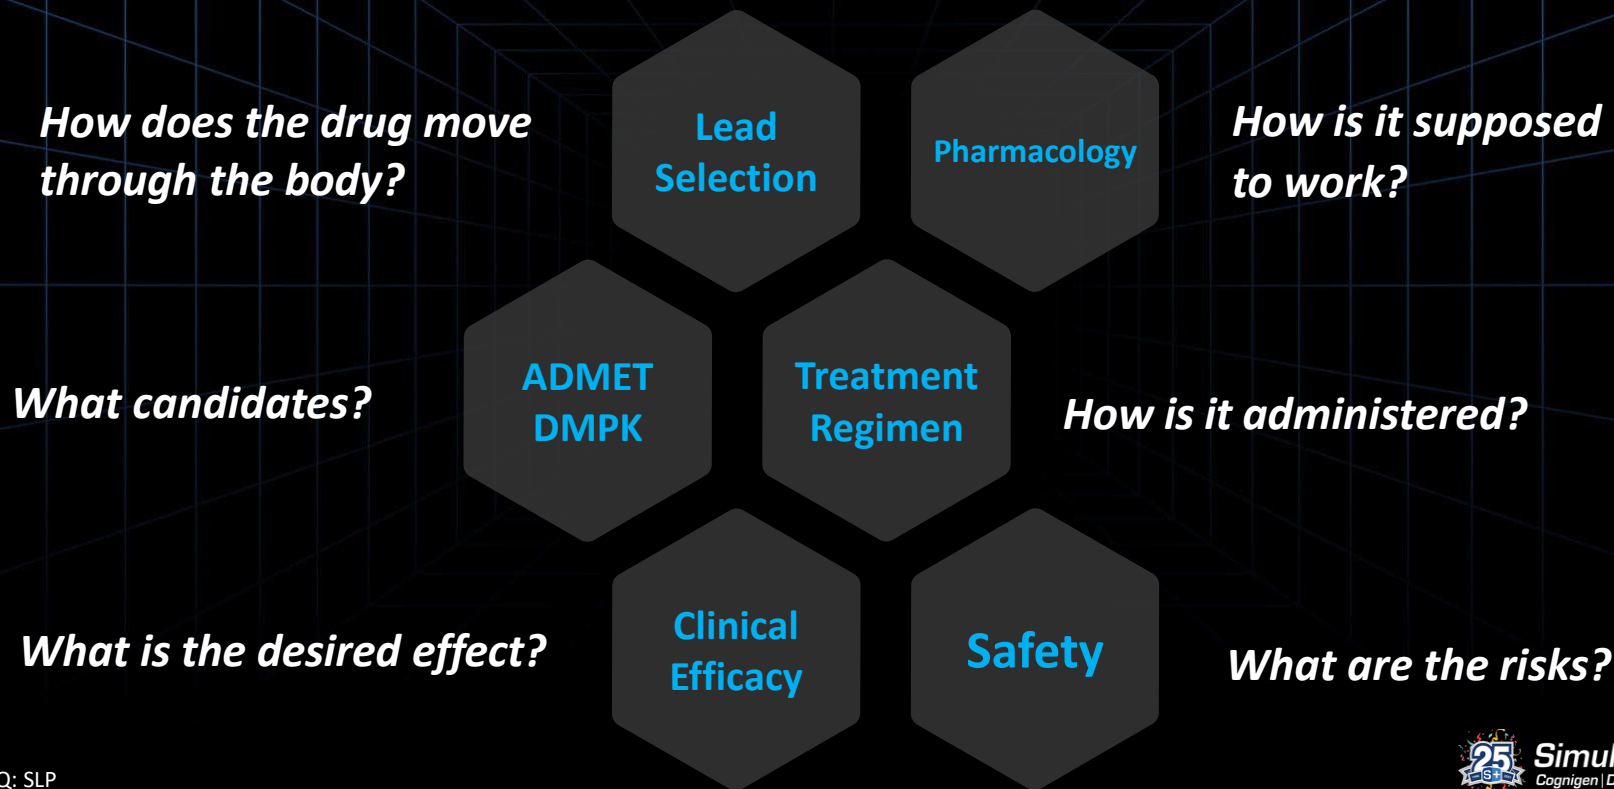 How does the drug move
through the body?
Lead
Selection
Pharmacology
How is it supposed
to work?
What candidates?
ADMET
DMPK
Treatment
Regimen
How is it administered?
What is the desired effect?
Clinical
Efficacy
Safety
What are the risks?
Q: SLP
25
S+
Simul
Cognigen | D